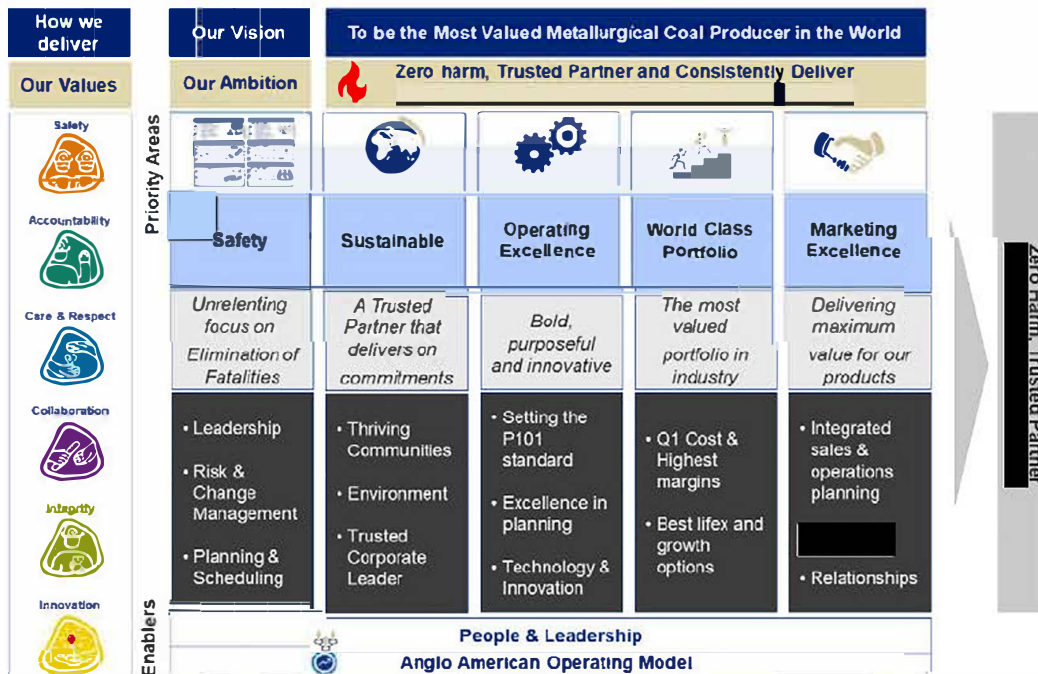 How we
deliver
Our Vision
To be the Most Valued Metallurgical Coal Producer in the World
Our Values
Our Ambition
Zero harm, Trusted Partner and Consistently Deliver
Safety
Accountability
Care & Respect
Collaboration
Integrity
Innovation
Priority Areas
Enablers
Safety
Unrelenting
focus on
Elimination of
Fatalities
• Leadership
• Risk &
Change
Management
• Planning &
Scheduling
Sustainable
A Trusted
Partner that
delivers on
commitments
• Thriving
Communities
• Environment
• Trusted
Corporate
Leader
Operating
Excellence
Bold,
purposeful
and innovative
• Setting the
P101
standard
• Excellence in
planning
• Technology &
Innovation
World Class
Portfolio
The most
valued
portfolio in
industry
• Q1 Cost &
Highest
margins
• Best lifex and
growth
options
Marketing
Excellence
Delivering
maximum
value for our
products
• Integrated
sales &
operations
planning
• Relationships
People & Leadership
Anglo American Operating Model
Zero Harm, Trusted Partner